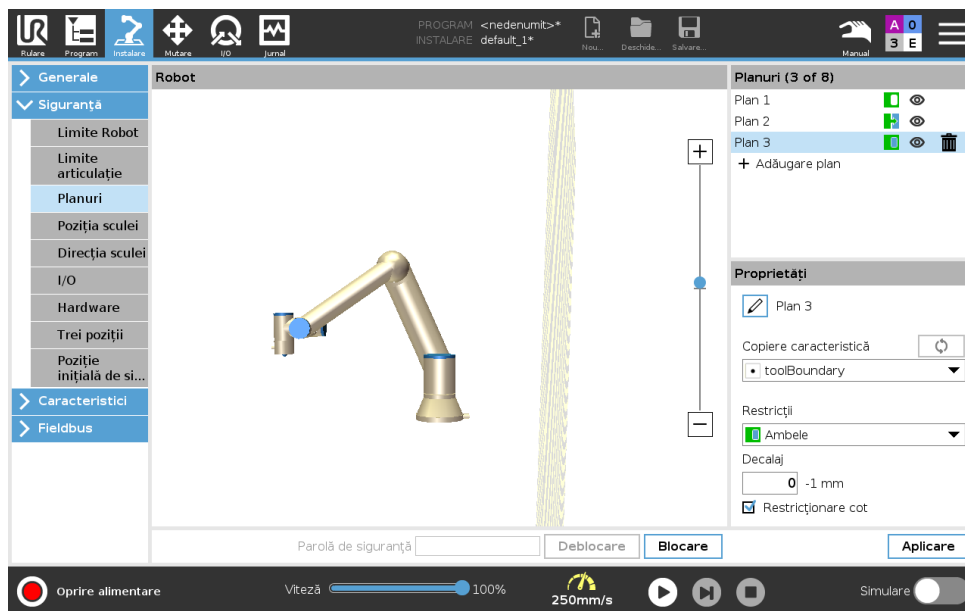 PROGRAM <nedenumit>*
INSTALARE default_1*
Rulare
Program
Instalare
Mutare
I/O
Jurnal
Nou...
Deschide...
Salvare...
Manual
A 0
3 E
Generale
Siguranță
Limite Robot
Limite
articulație
Planuri
Poziția sculei
Direcția sculei
I/O
Hardware
Trei poziții
Poziție
inițială de si...
Caracteristici
Fieldbus
Robot
Planuri (3 of 8)
Plan 1
Plan 2
Plan 3
+ Adăugare plan
Proprietăți
Plan 3
Copiere caracteristică
toolBoundary
Restricții
Ambele
Decalaj
0 -1 mm
Restricționare cot
Parolă de siguranță
Deblocare
Blocare
Aplicare
Oprire alimentare
Viteză
100%
250mm/s
Simulare